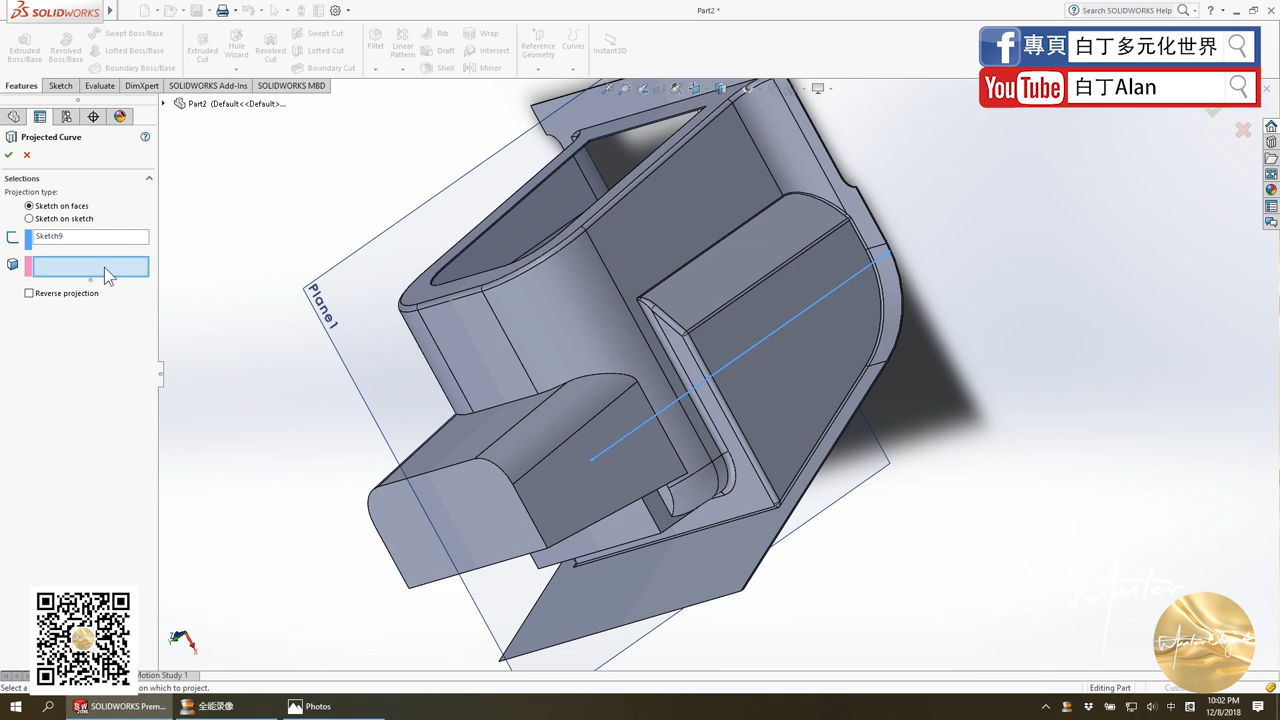 SOLIDWORKS
Part2 *
Search SOLIDWORKS Help
Extruded Boss/Base
Revolved Boss/Base
Swept Boss/Base
Lofted Boss/Base
Boundary Boss/Base
Extruded Cut
Hole Wizard
Revolved Cut
Swept Cut
Lofted Cut
Boundary Cut
Fillet
Linear Pattern
Rib
Draft
Shell
Wrap
Intersect
Mirror
Reference Geometry
Curves
Instant3D
Features
Sketch
Evaluate
DimXpert
SOLIDWORKS Add-Ins
SOLIDWORKS MBD
f 專頁 白丁多元化世界
YouTube 白丁Alan
Part2 (Default<<Default>...
Projected Curve
Selections
Projection type:
Sketch on faces
Sketch on sketch
Sketch9
Reverse projection
Plane1
Motion Study 1
Select a
on which to project.
Editing Part
SOLIDWORKS Prem...
全能录像
Photos
中
10:02 PM
12/8/2018